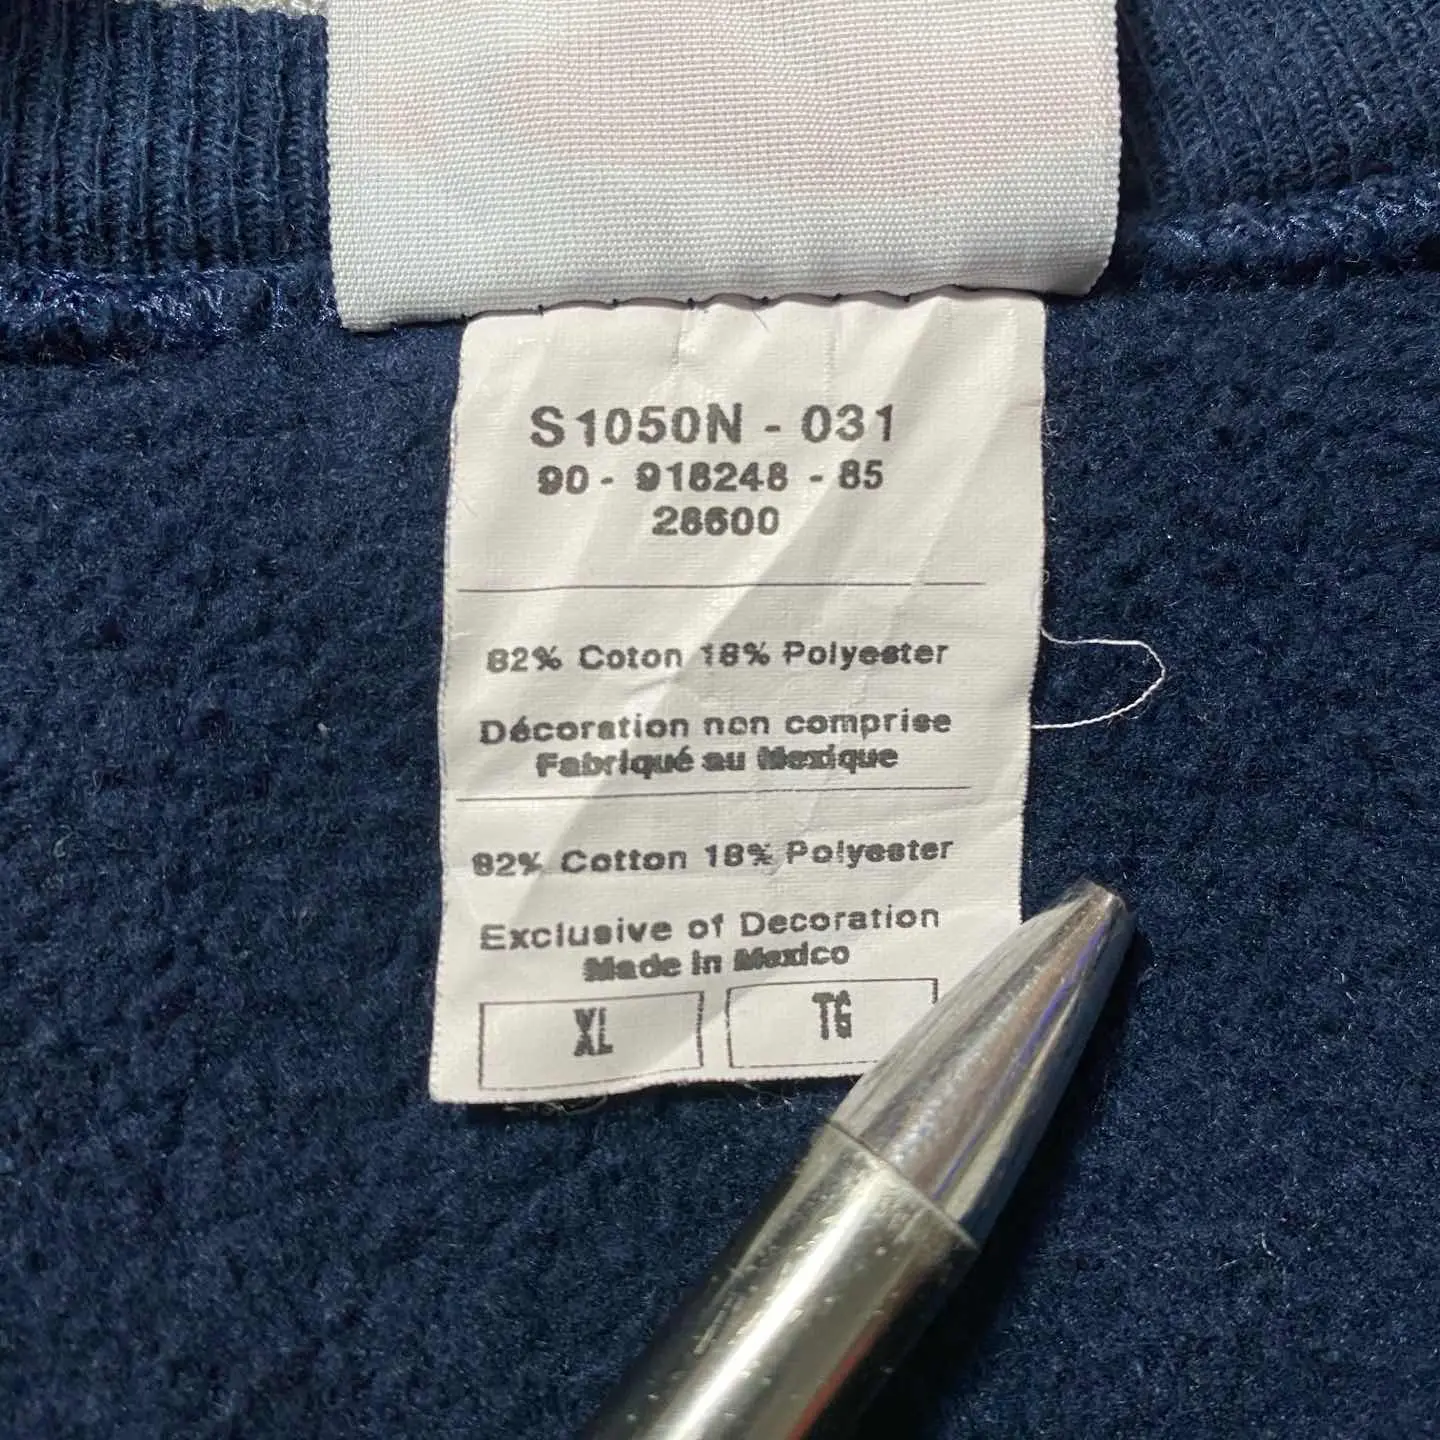 S1050N - 031
90 - 918248 - 85
28600
82% Coton 18% Polyester
Décoration non comprise
Fabriqué au Mexique
82% Cotton 18% Polyester
Exclusive of Decoration
Made in Mexico
XL TG